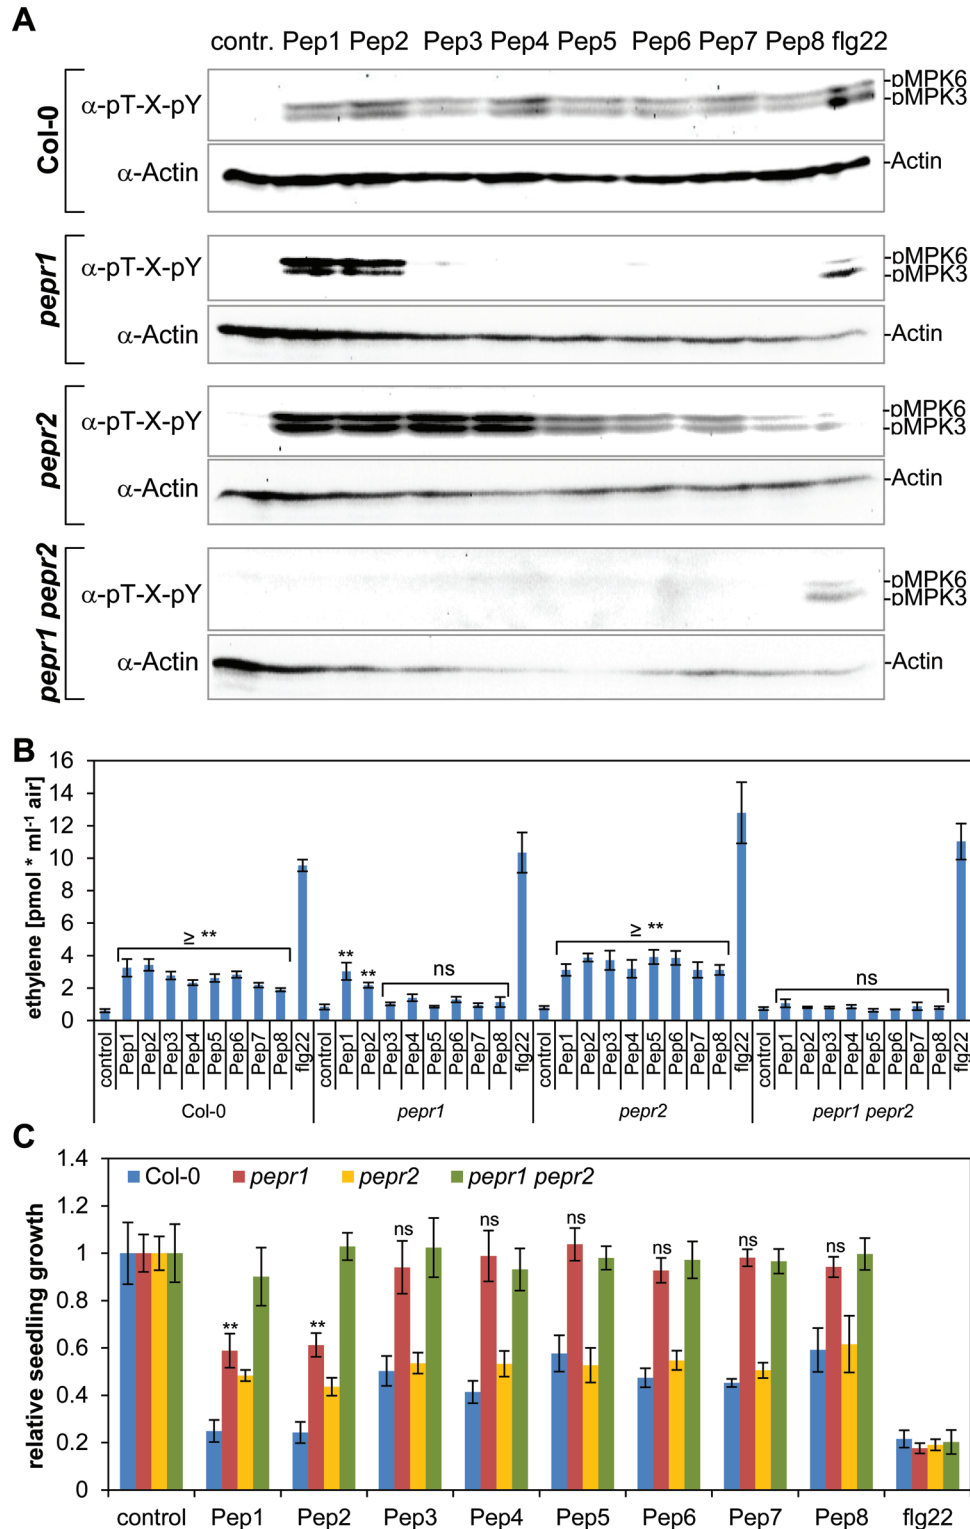 A
contr. Pep1 Pep2 Pep3 Pep4 Pep5 Pep6 Pep7 Pep8 flg22
Col-0
α-pT-X-pY
pMPK6
pMPK3
α-Actin
Actin
pepr1
α-pT-X-pY
pMPK6
pMPK3
α-Actin
Actin
pepr2
α-pT-X-pY
pMPK6
pMPK3
α-Actin
Actin
pepr1 pepr2
α-pT-X-pY
pMPK6
pMPK3
α-Actin
Actin
B
ethylene [pmol * ml⁻¹ air]
16
14
12
10
8
6
4
2
0
≥ **
** ** ns
≥ **
ns
control Pep1 Pep2 Pep3 Pep4 Pep5 Pep6 Pep7 Pep8 flg22 control Pep1 Pep2 Pep3 Pep4 Pep5 Pep6 Pep7 Pep8 flg22 control Pep1 Pep2 Pep3 Pep4 Pep5 Pep6 Pep7 Pep8 flg22 control Pep1 Pep2 Pep3 Pep4 Pep5 Pep6 Pep7 Pep8 flg22
Col-0 pepr1 pepr2 pepr1 pepr2
C
relative seedling growth
1.4
1.2
1
0.8
0.6
0.4
0.2
0
Col-0 pepr1 pepr2 pepr1 pepr2
** ** ns ns ns ns ns ns
control Pep1 Pep2 Pep3 Pep4 Pep5 Pep6 Pep7 Pep8 flg22